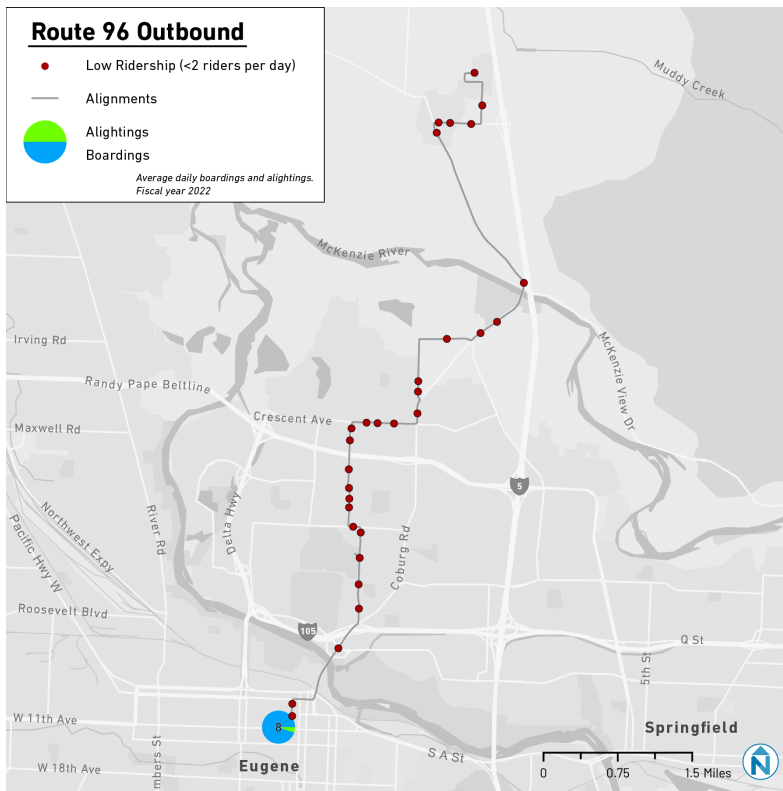 Route 96 Outbound
Low Ridership (<2 riders per day)
Alignments
Alightings
Boardings
Average daily boardings and alightings.
Fiscal year 2022
Muddy Creek
McKenzie River
Irving Rd
McKenzie View Dr
Randy Pape Beltline
Crescent Ave
Maxwell Rd
5
Northwest Expy
Pacific Hwy W
River Rd
Delta Hwy
Coburg Rd
Roosevelt Blvd
105
Q St
5th St
W 11th Ave
8
Springfield
mbers St
S A St
Eugene
W 18th Ave
0 0.75 1.5 Miles
N